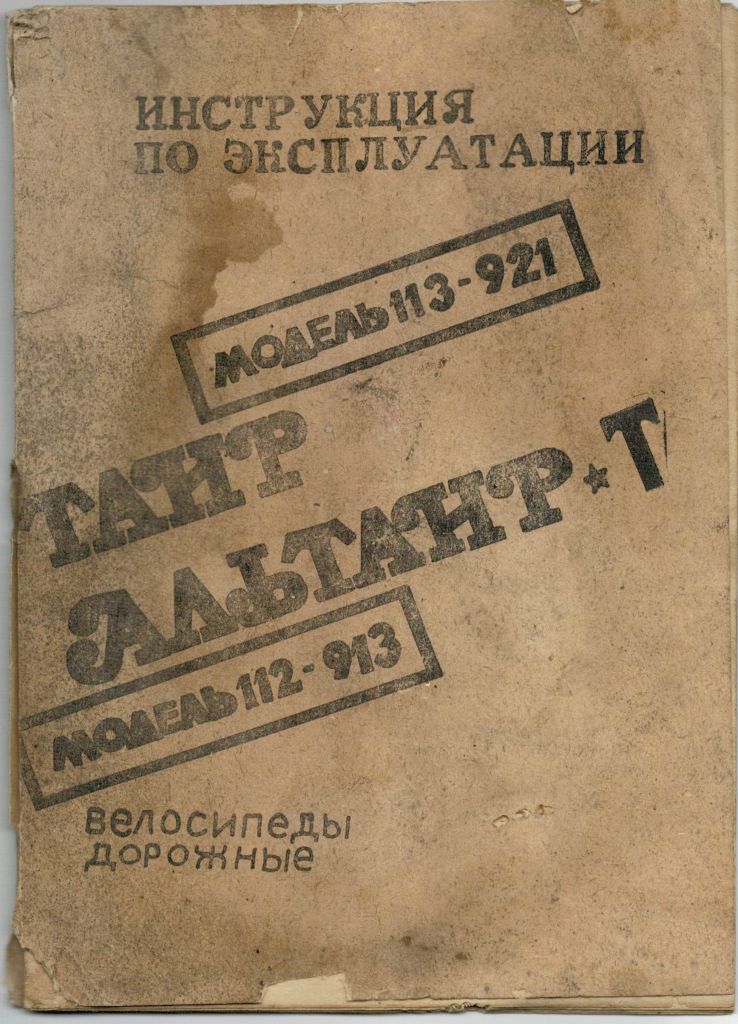 ИНСТРУКЦИЯ
ПО ЭКСПЛУАТАЦИИ
МОДЕЛЬ 113-921
ТАИР
АЛЬТАИР★Т
МОДЕЛЬ 112-913
велосипеды
дорожные